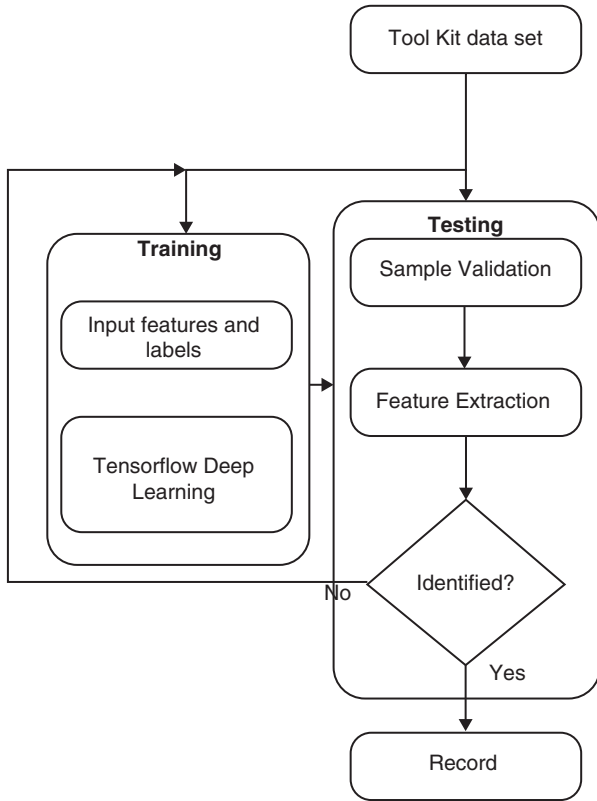 Tool Kit data set
Training
Input features and
labels
Tensorflow Deep
Learning
Testing
Sample Validation
Feature Extraction
Identified?
No
Yes
Record